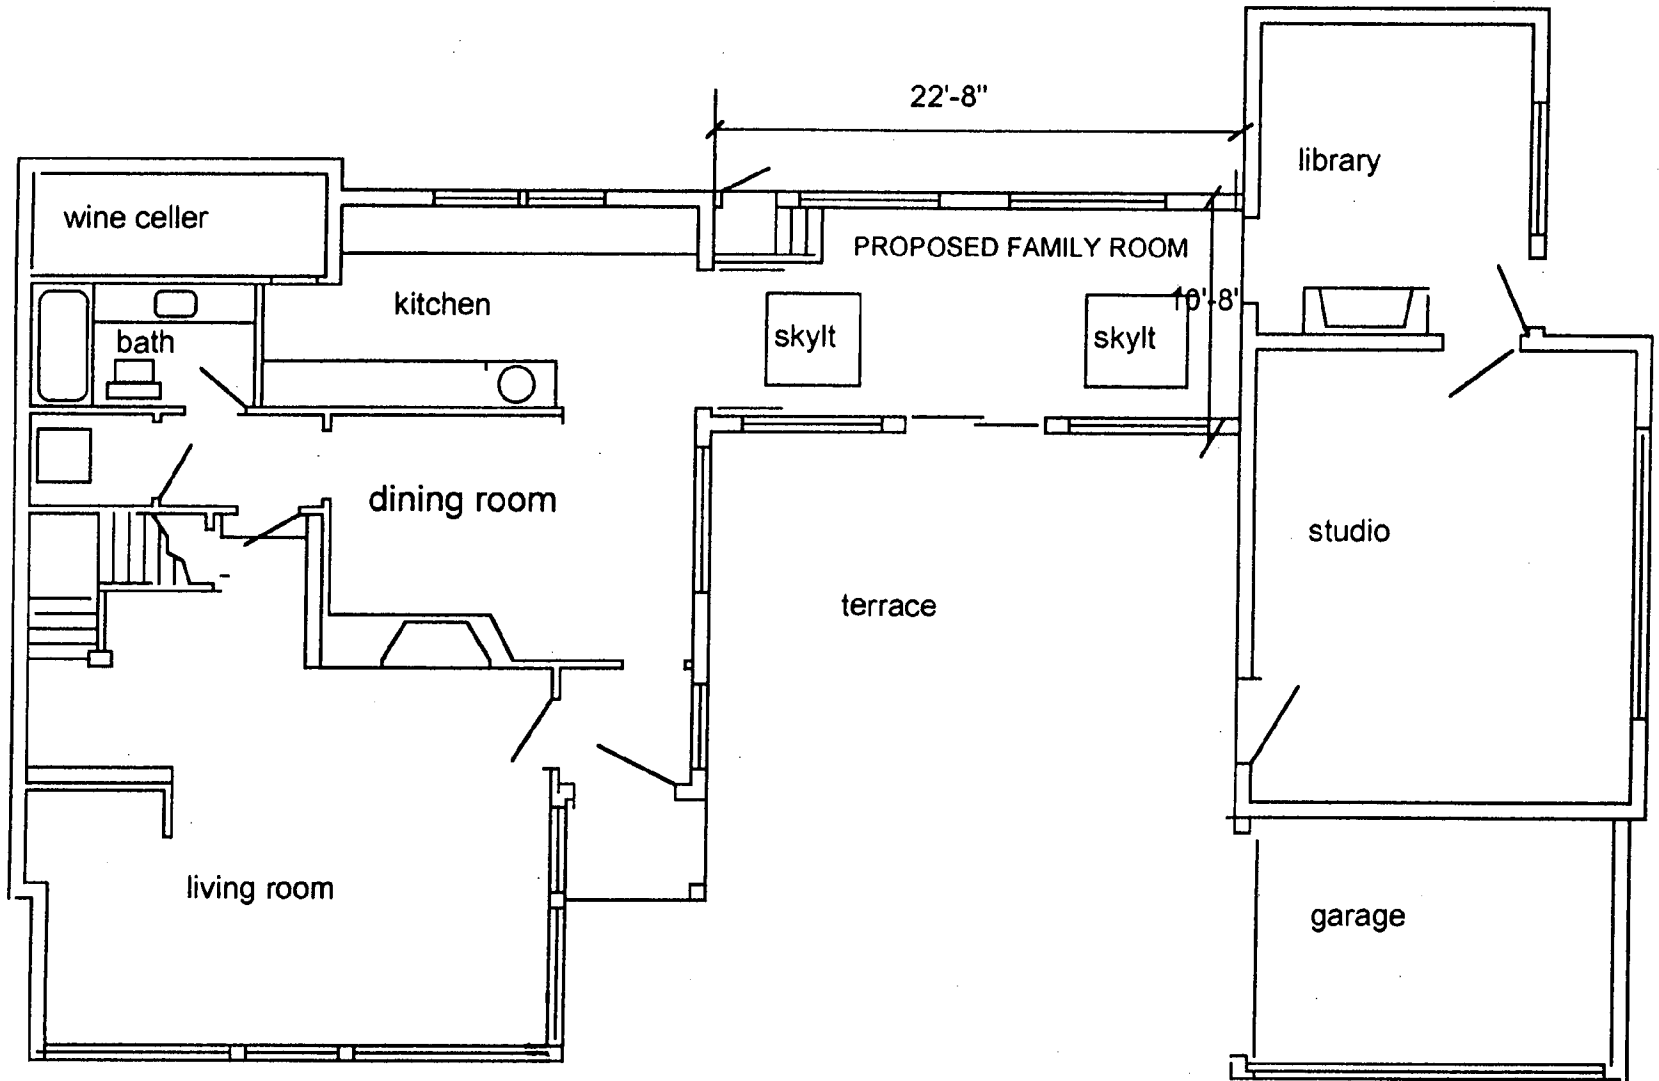 22'-8"
library
wine celler
PROPOSED FAMILY ROOM
kitchen
10'-8'
bath
skylt
skylt
dining room
studio
terrace
living room
garage